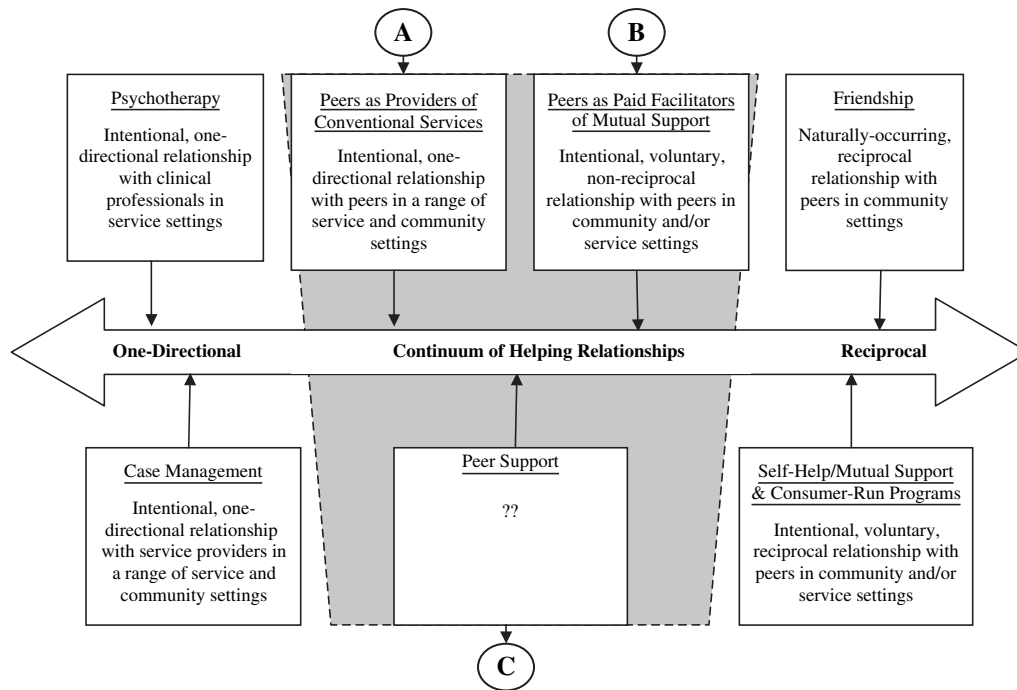 A
B
Psychotherapy
Intentional, one-
directional relationship
with clinical
professionals in
service settings
Peers as Providers of
Conventional Services
Intentional, one-
directional relationship
with peers in a range of
service and community
settings
Peers as Paid Facilitators
of Mutual Support
Intentional, voluntary,
non-reciprocal
relationship with peers in
community and/or
service settings
Friendship
Naturally-occurring,
reciprocal
relationship with
peers in community
settings
One-Directional
Continuum of Helping Relationships
Reciprocal
Case Management
Intentional, one-
directional relationship
with service providers in
a range of service and
community settings
Peer Support
??
Self-Help/Mutual Support
& Consumer-Run Programs
Intentional, voluntary,
reciprocal relationship with
peers in community and/or
service settings
C